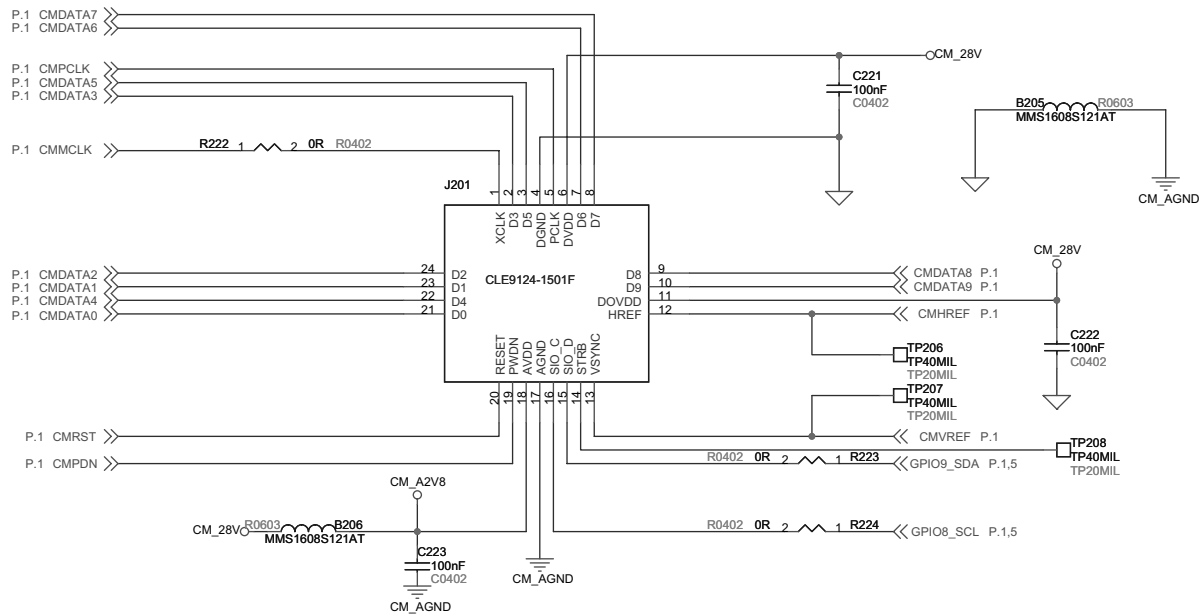 P.1 CMDATA7
P.1 CMDATA6
P.1 CMPCLK
P.1 CMDATA5
P.1 CMDATA3
P.1 CMMCLK
R222 1 2 0R R0402
CM_28V
C221
100nF
C0402
B205 R0603
MMS1608S121AT
CM_AGND
J201
1 2 3 4 5 6 7 8
XCLK D3 D5 DGND PCLK DVDD D6 D7
CLE9124-1501F
P.1 CMDATA2 24 D2
P.1 CMDATA1 23 D1
P.1 CMDATA4 22 D4
P.1 CMDATA0 21 D0
D8 9 CMDATA8 P.1
D9 10 CMDATA9 P.1
DOVDD 11
HREF 12 CMHREF P.1
CM_28V
C222
100nF
C0402
TP206
TP40MIL
TP20MIL
TP207
TP40MIL
TP20MIL
RESET PWDN AVDD AGND SIO_C SIO_D STRB VSYNC
20 19 18 17 16 15 14 13
P.1 CMRST
P.1 CMPDN
CMVREF P.1
TP208
TP40MIL
TP20MIL
R0402 0R 2 1 R223 GPIO9_SDA P.1,5
R0402 0R 2 1 R224 GPIO8_SCL P.1,5
CM_A2V8
CM_28V R0603 B206
MMS1608S121AT
C223
100nF
C0402
CM_AGND
CM_AGND